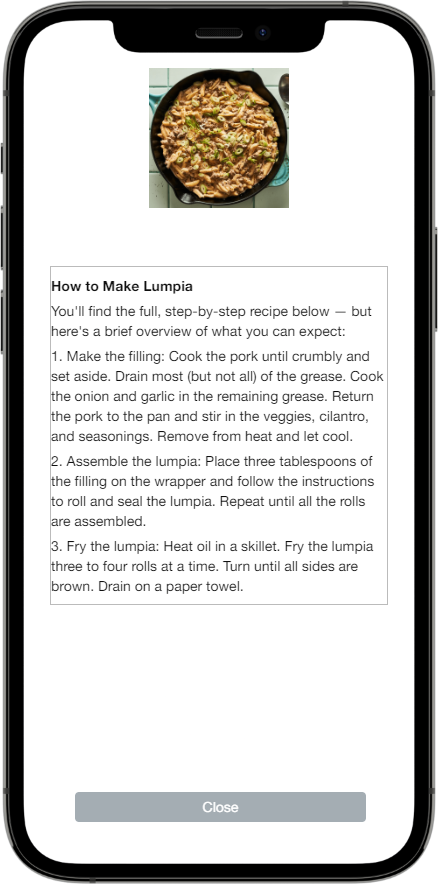 How to Make Lumpia
You'll find the full, step-by-step recipe below — but
here's a brief overview of what you can expect:
1. Make the filling: Cook the pork until crumbly and
set aside. Drain most (but not all) of the grease. Cook
the onion and garlic in the remaining grease. Return
the pork to the pan and stir in the veggies, cilantro,
and seasonings. Remove from heat and let cool.
2. Assemble the lumpia: Place three tablespoons of
the filling on the wrapper and follow the instructions
to roll and seal the lumpia. Repeat until all the rolls
are assembled.
3. Fry the lumpia: Heat oil in a skillet. Fry the lumpia
three to four rolls at a time. Turn until all sides are
brown. Drain on a paper towel.
Close